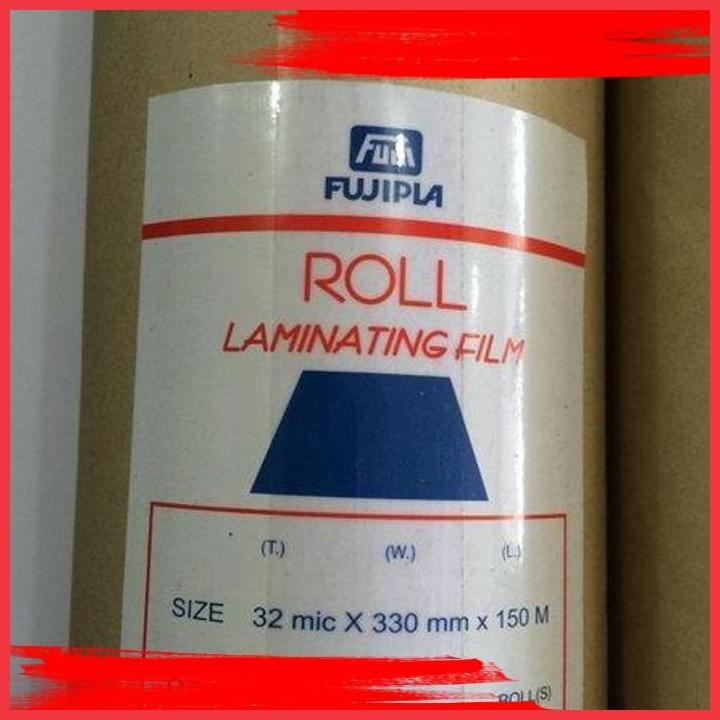 Fuji
FUJIPLA
ROLL
LAMINATING FILM
(T.) (W.) (L.)
SIZE 32 mic X 330 mm x 150 M
ROLL(S)